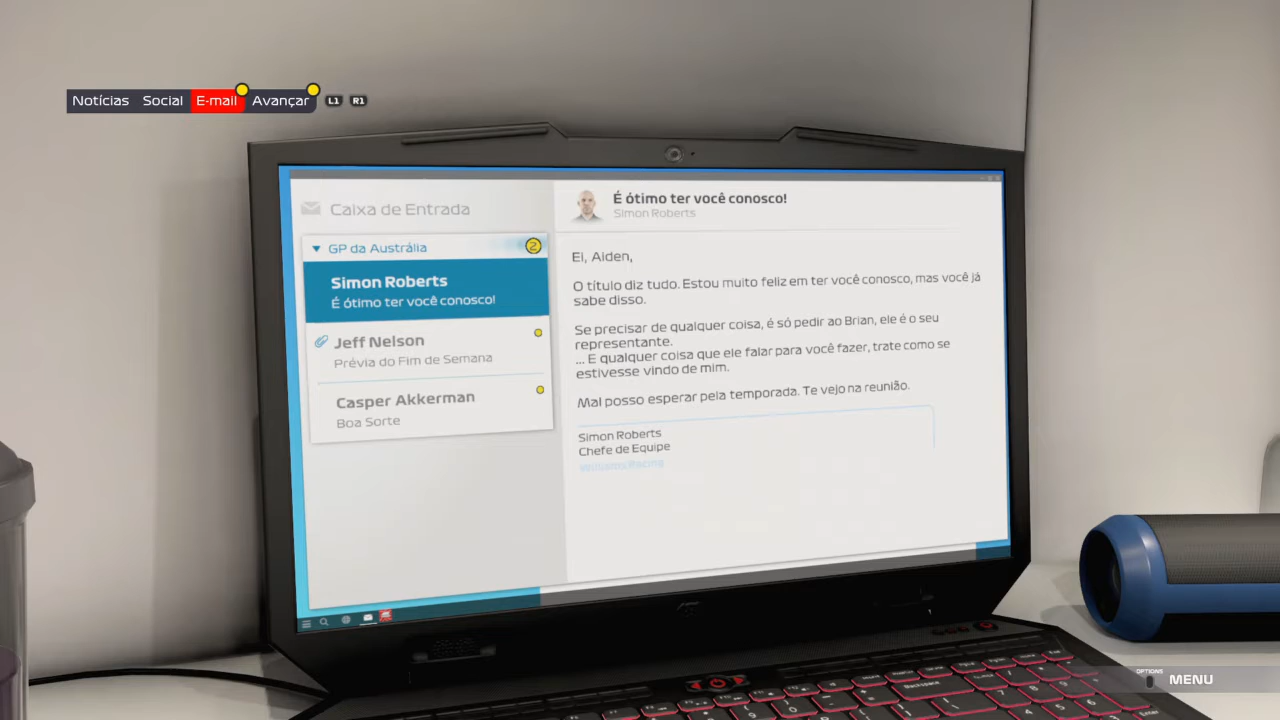 Notícias Social E-mail Avançar L1 R1
Caixa de Entrada
GP da Austrália 2
Simon Roberts
É ótimo ter você conosco!
Jeff Nelson
Prévia do Fim de Semana
Casper Akkerman
Boa Sorte
É ótimo ter você conosco!
Simon Roberts
Ei, Aiden,
O título diz tudo. Estou muito feliz em ter você conosco, mas você já
sabe disso.
Se precisar de qualquer coisa, é só pedir ao Brian, ele é o seu
representante.
... E qualquer coisa que ele falar para você fazer, trate como se
estivesse vindo de mim.
Mal posso esperar pela temporada. Te vejo na reunião.
Simon Roberts
Chefe de Equipe
Williams Racing
Backspace
OPTIONS
MENU